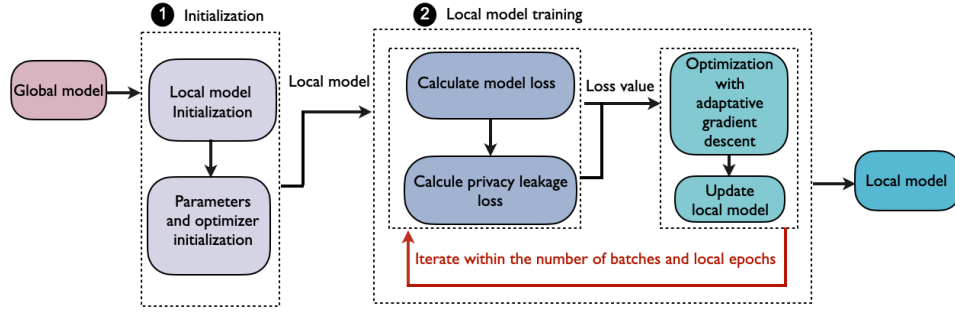 1 Initialization
2 Local model training
Global model
Local model
Initialization
Parameters
and optimizer
initialization
Local model
Calculate model loss
Calcule privacy leakage
loss
Loss value
Optimization
with
adaptative
gradient
descent
Update
local model
Iterate within the number of batches and local epochs
Local model